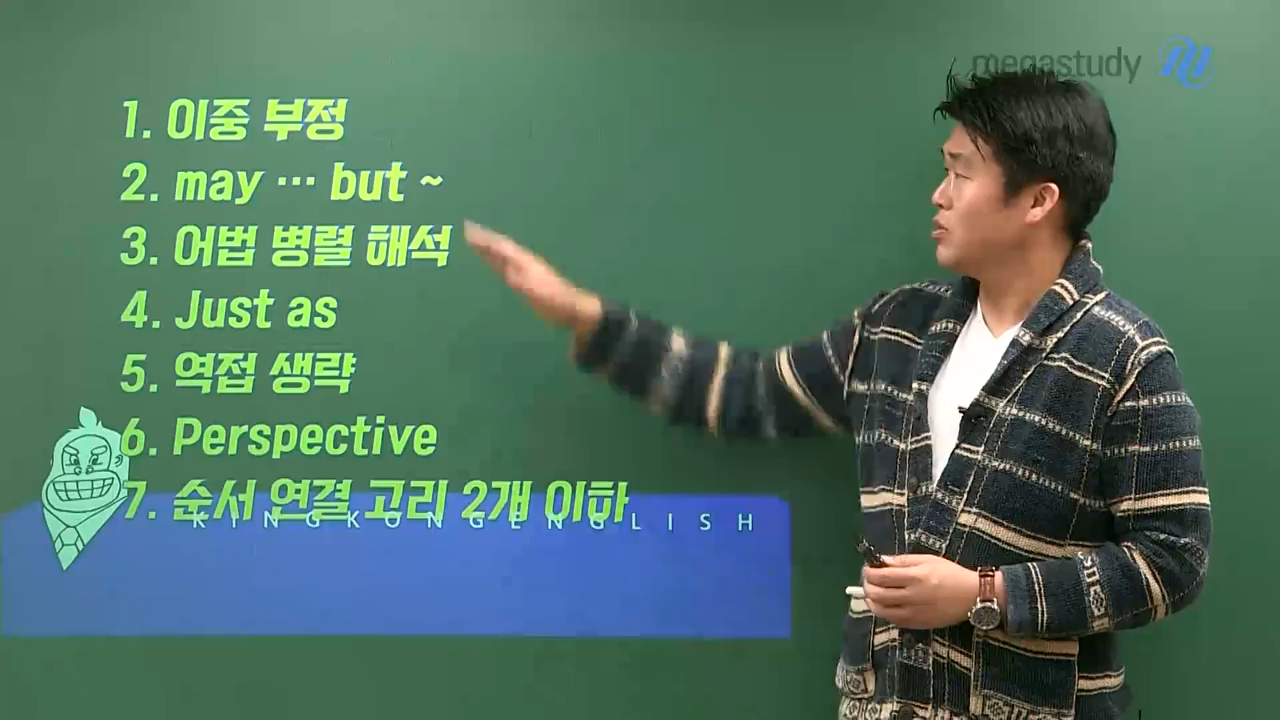 megastudy
1. 이중 부정
2. may ··· but ~
3. 어법 병렬 해석
4. Just as
5. 역접 생략
6. Perspective
7. 순서 연결 고리 2개 이하
KINGKONGENGLISH